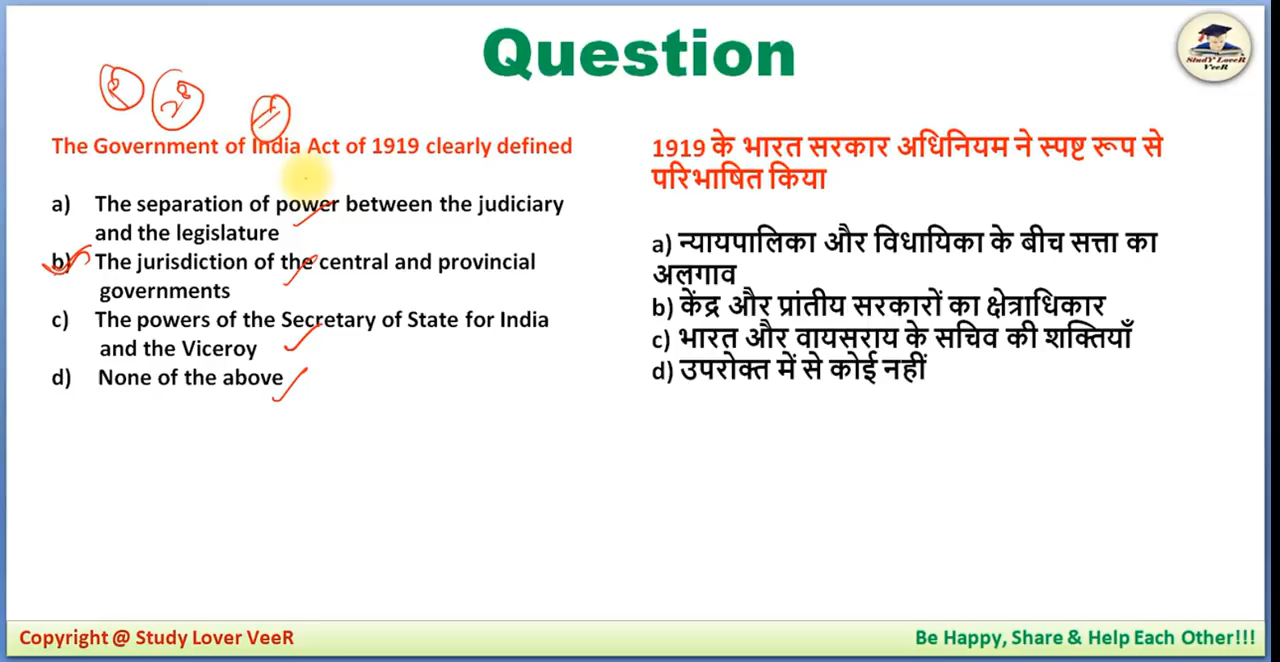 Question
StudY LoveR
VeeR
The Government of India Act of 1919 clearly defined
a) The separation of power between the judiciary
and the legislature
b) The jurisdiction of the central and provincial
governments
c) The powers of the Secretary of State for India
and the Viceroy
d) None of the above
1919 के भारत सरकार अधिनियम ने स्पष्ट रूप से
परिभाषित किया
a) न्यायपालिका और विधायिका के बीच सत्ता का
अलगाव
b) केंद्र और प्रांतीय सरकारों का क्षेत्राधिकार
c) भारत और वायसराय के सचिव की शक्तियाँ
d) उपरोक्त में से कोई नहीं
Copyright @ Study Lover VeeR
Be Happy, Share & Help Each Other!!!